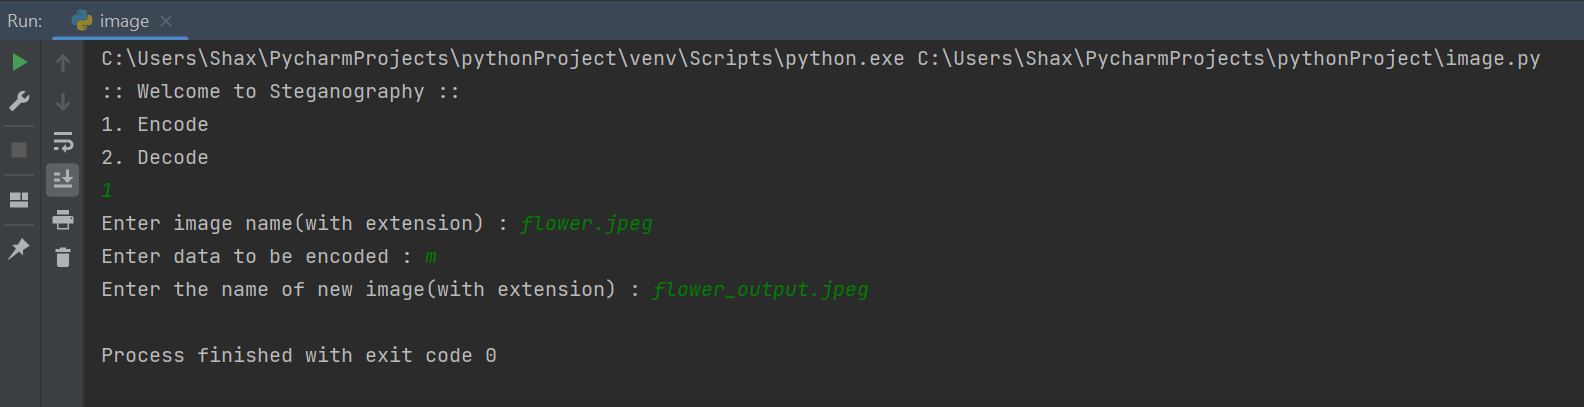 Run: image
C:\Users\Shax\PycharmProjects\pythonProject\venv\Scripts\python.exe C:\Users\Shax\PycharmProjects\pythonProject\image.py
:: Welcome to Steganography ::
1. Encode
2. Decode
1
Enter image name(with extension) : flower.jpeg
Enter data to be encoded : m
Enter the name of new image(with extension) : flower_output.jpeg
Process finished with exit code 0